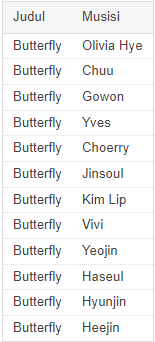 Judul Musisi
Butterfly Olivia Hye
Butterfly Chuu
Butterfly Gowon
Butterfly Yves
Butterfly Choerry
Butterfly Jinsoul
Butterfly Kim Lip
Butterfly Vivi
Butterfly Yeojin
Butterfly Haseul
Butterfly Hyunjin
Butterfly Heejin